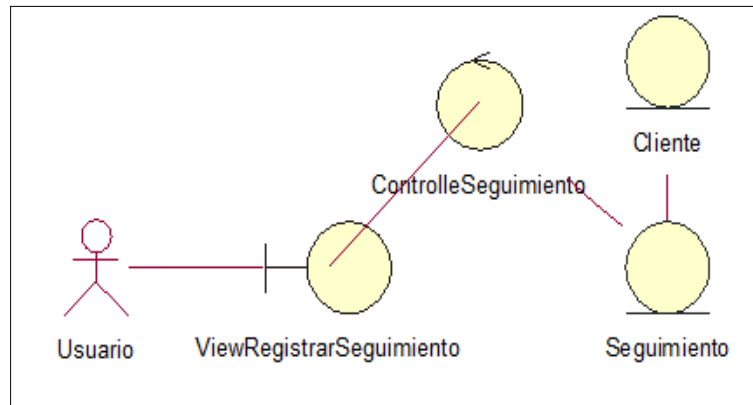 Cliente
ControlleSeguimiento
Usuario
ViewRegistrarSeguimiento
Seguimiento